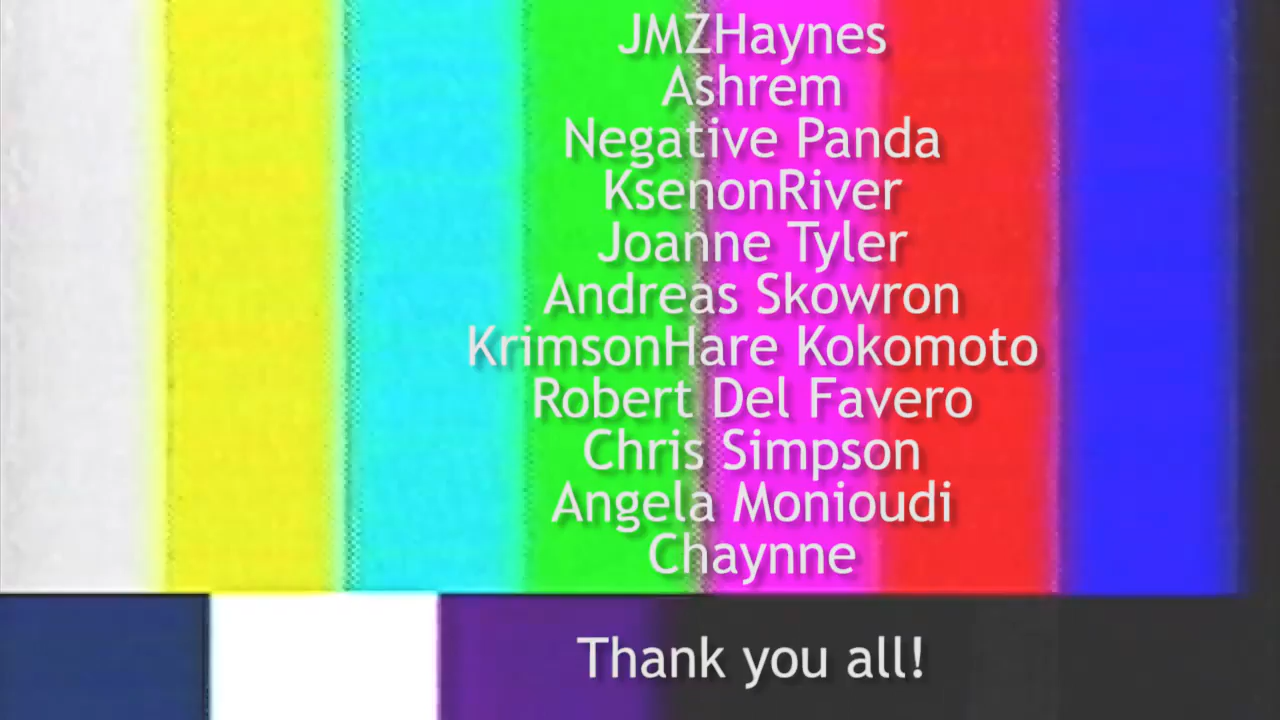 JMZHaynes
Ashrem
Negative Panda
KsenonRiver
Joanne Tyler
Andreas Skowron
KrimsonHare Kokomoto
Robert Del Favero
Chris Simpson
Angela Monioudi
Chaynne
Thank you all!